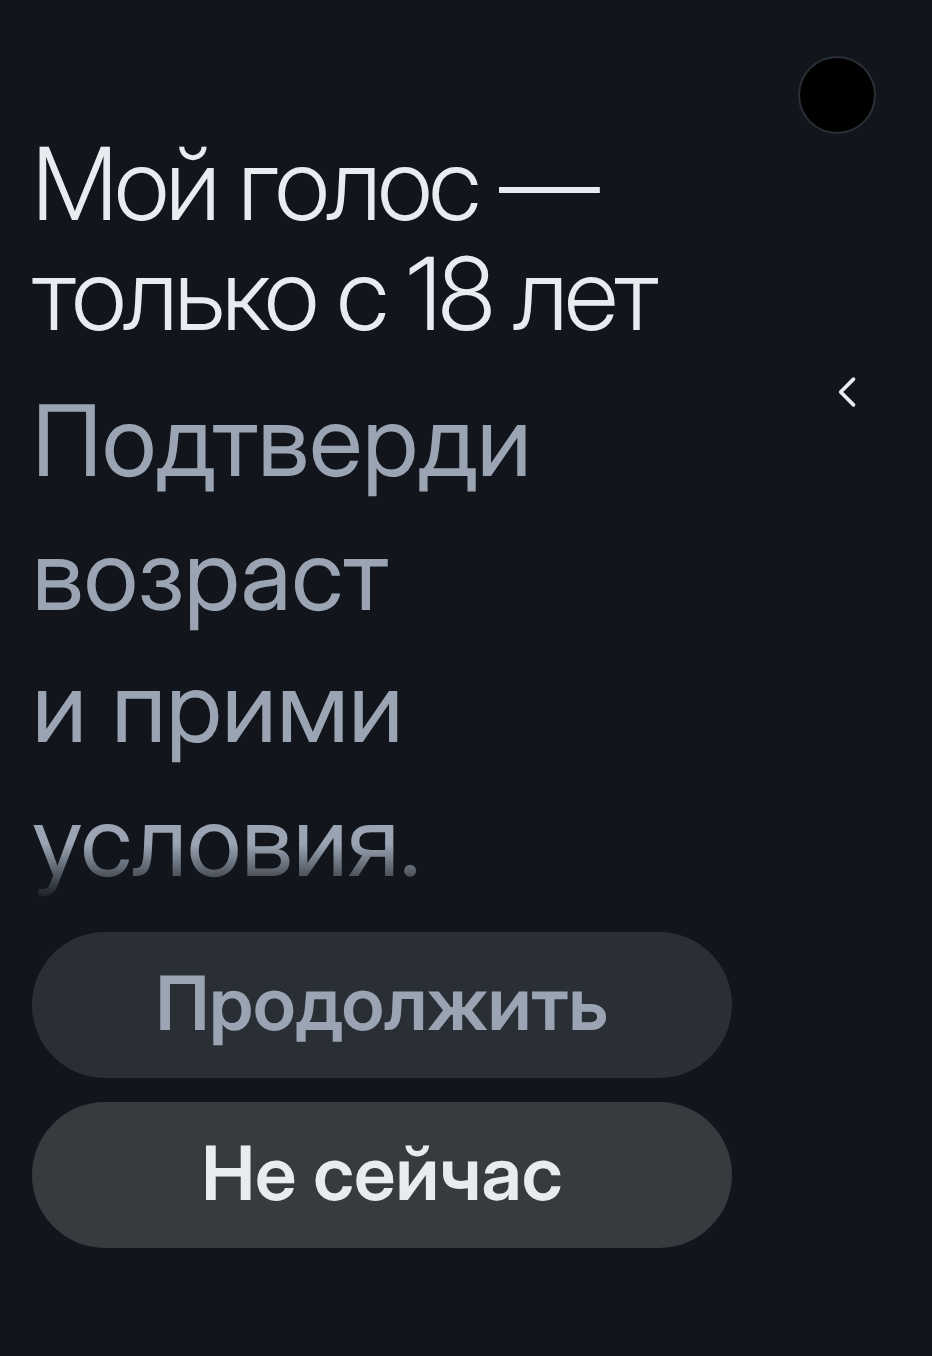 Мой голос —
только с 18 лет
Подтверди
возраст
и прими
условия.
Продолжить
Не сейчас